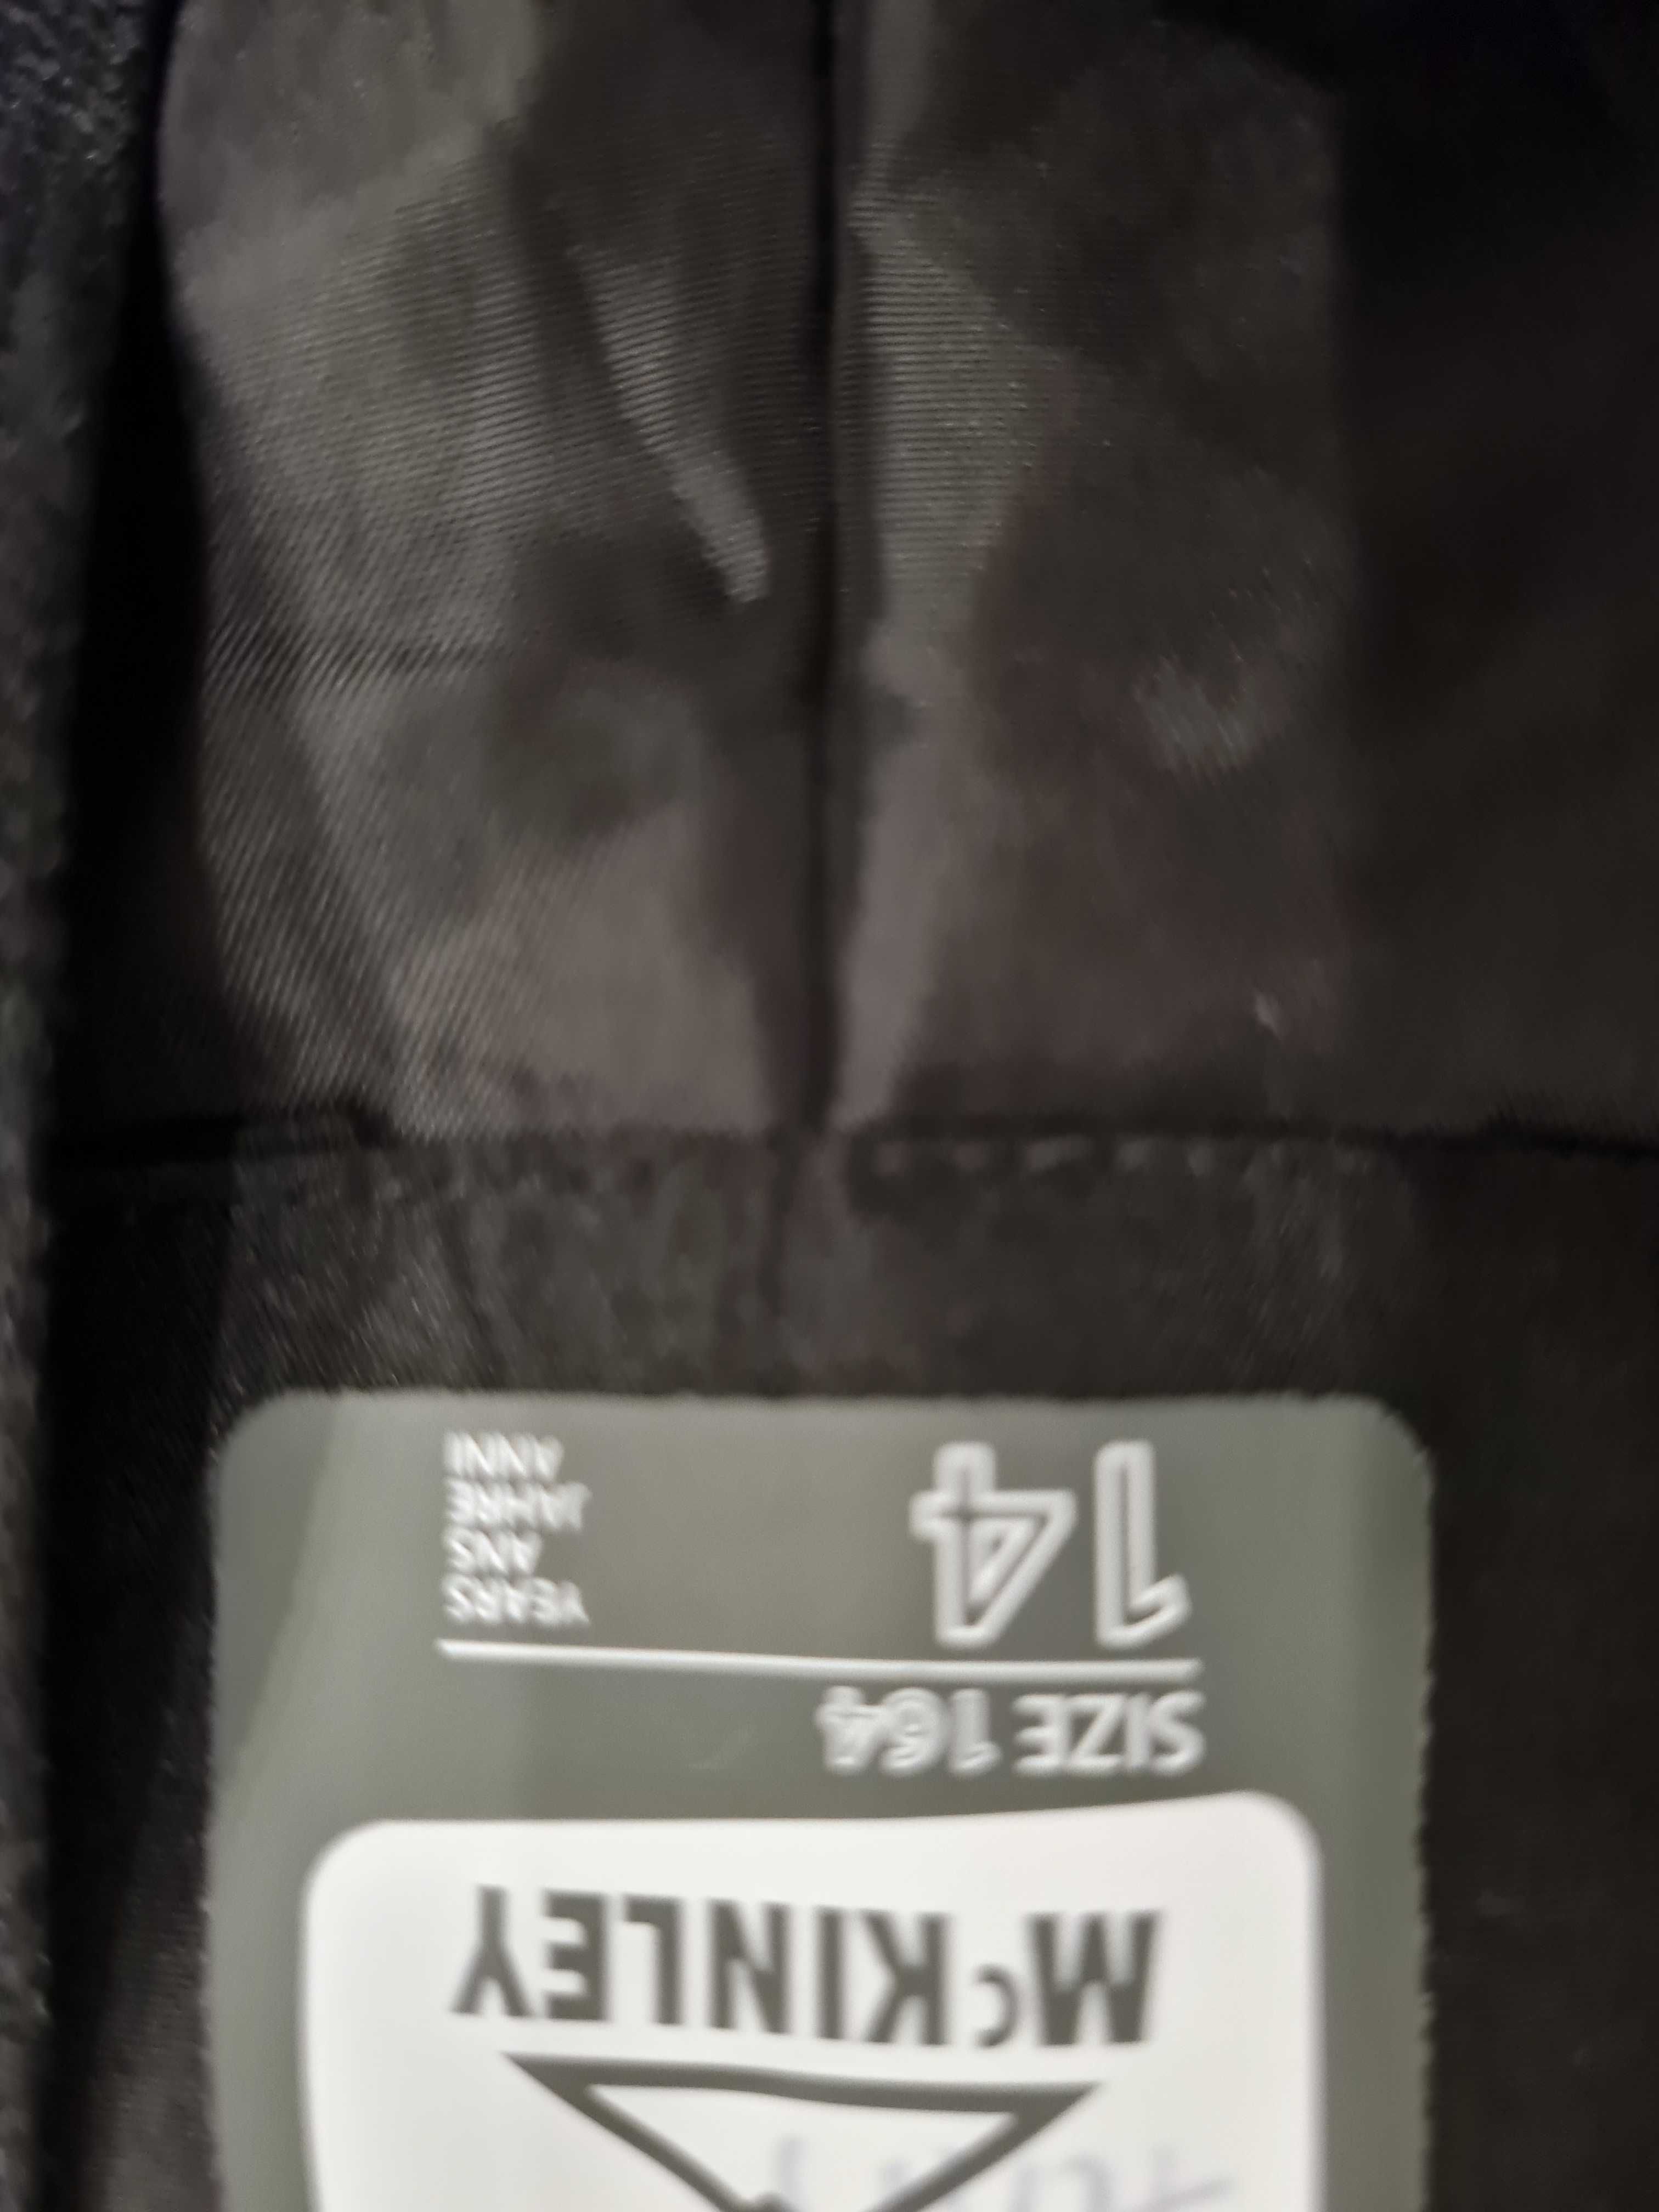 McKINLEY
SIZE 164
14
YEARS
ANS
JAHRE
ANNI